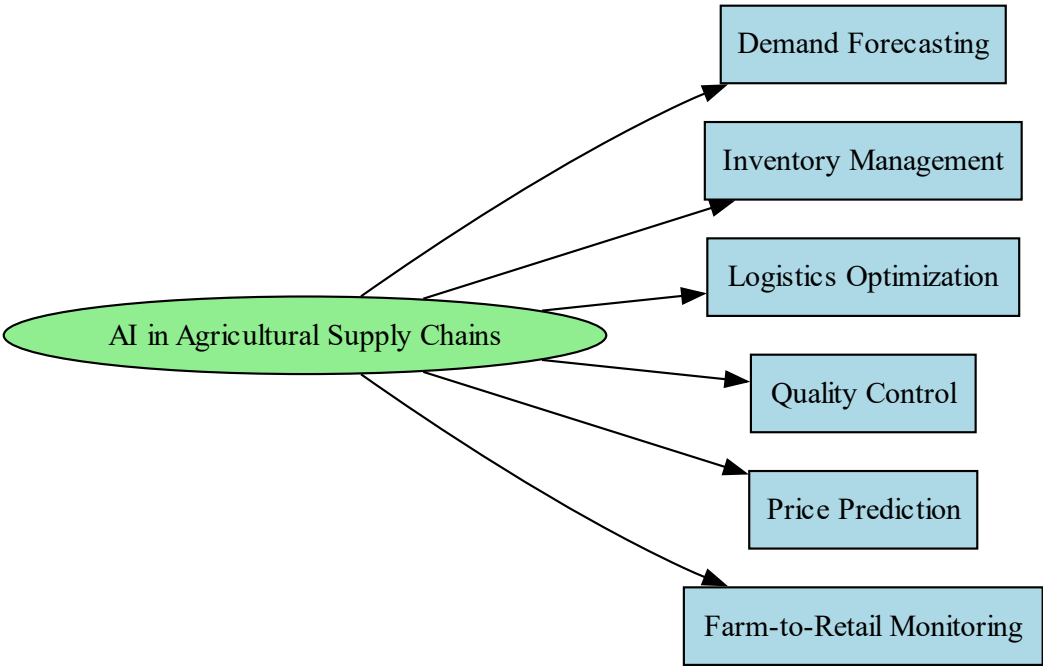 Demand Forecasting
Inventory Management
Logistics Optimization
AI in Agricultural Supply Chains
Quality Control
Price Prediction
Farm-to-Retail Monitoring